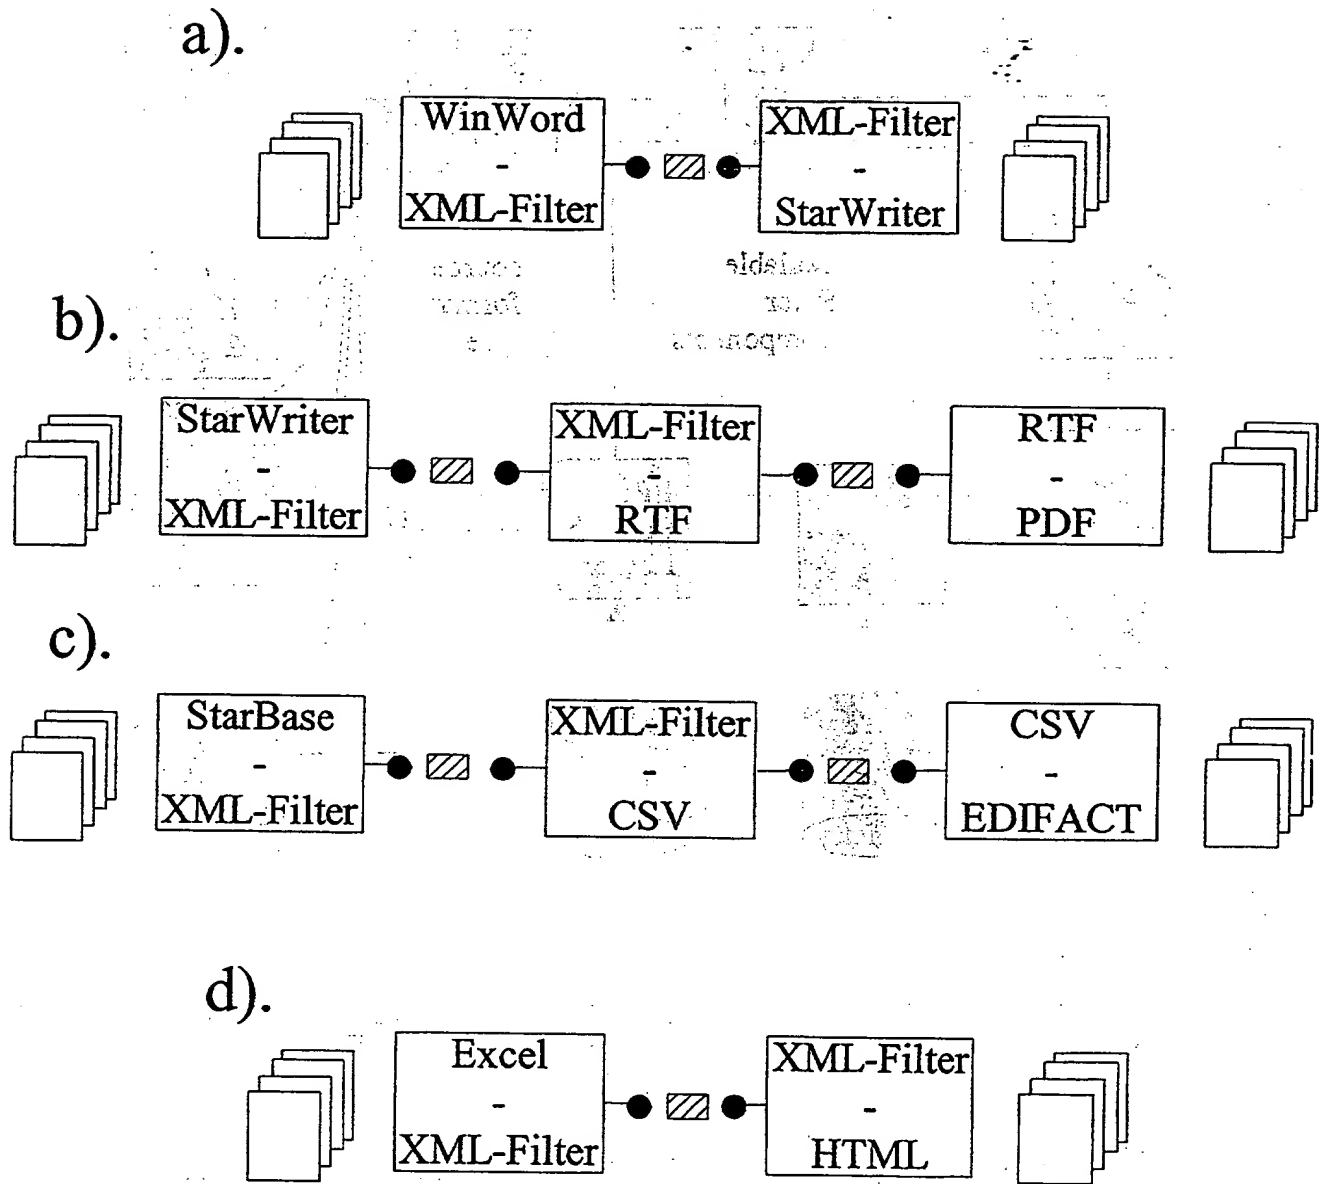 a).
WinWord
-
XML-Filter
XML-Filter
-
StarWriter
b).
StarWriter
-
XML-Filter
XML-Filter
-
RTF
RTF
-
PDF
c).
StarBase
-
XML-Filter
XML-Filter
-
CSV
CSV
-
EDIFACT
d).
Excel
-
XML-Filter
XML-Filter
-
HTML